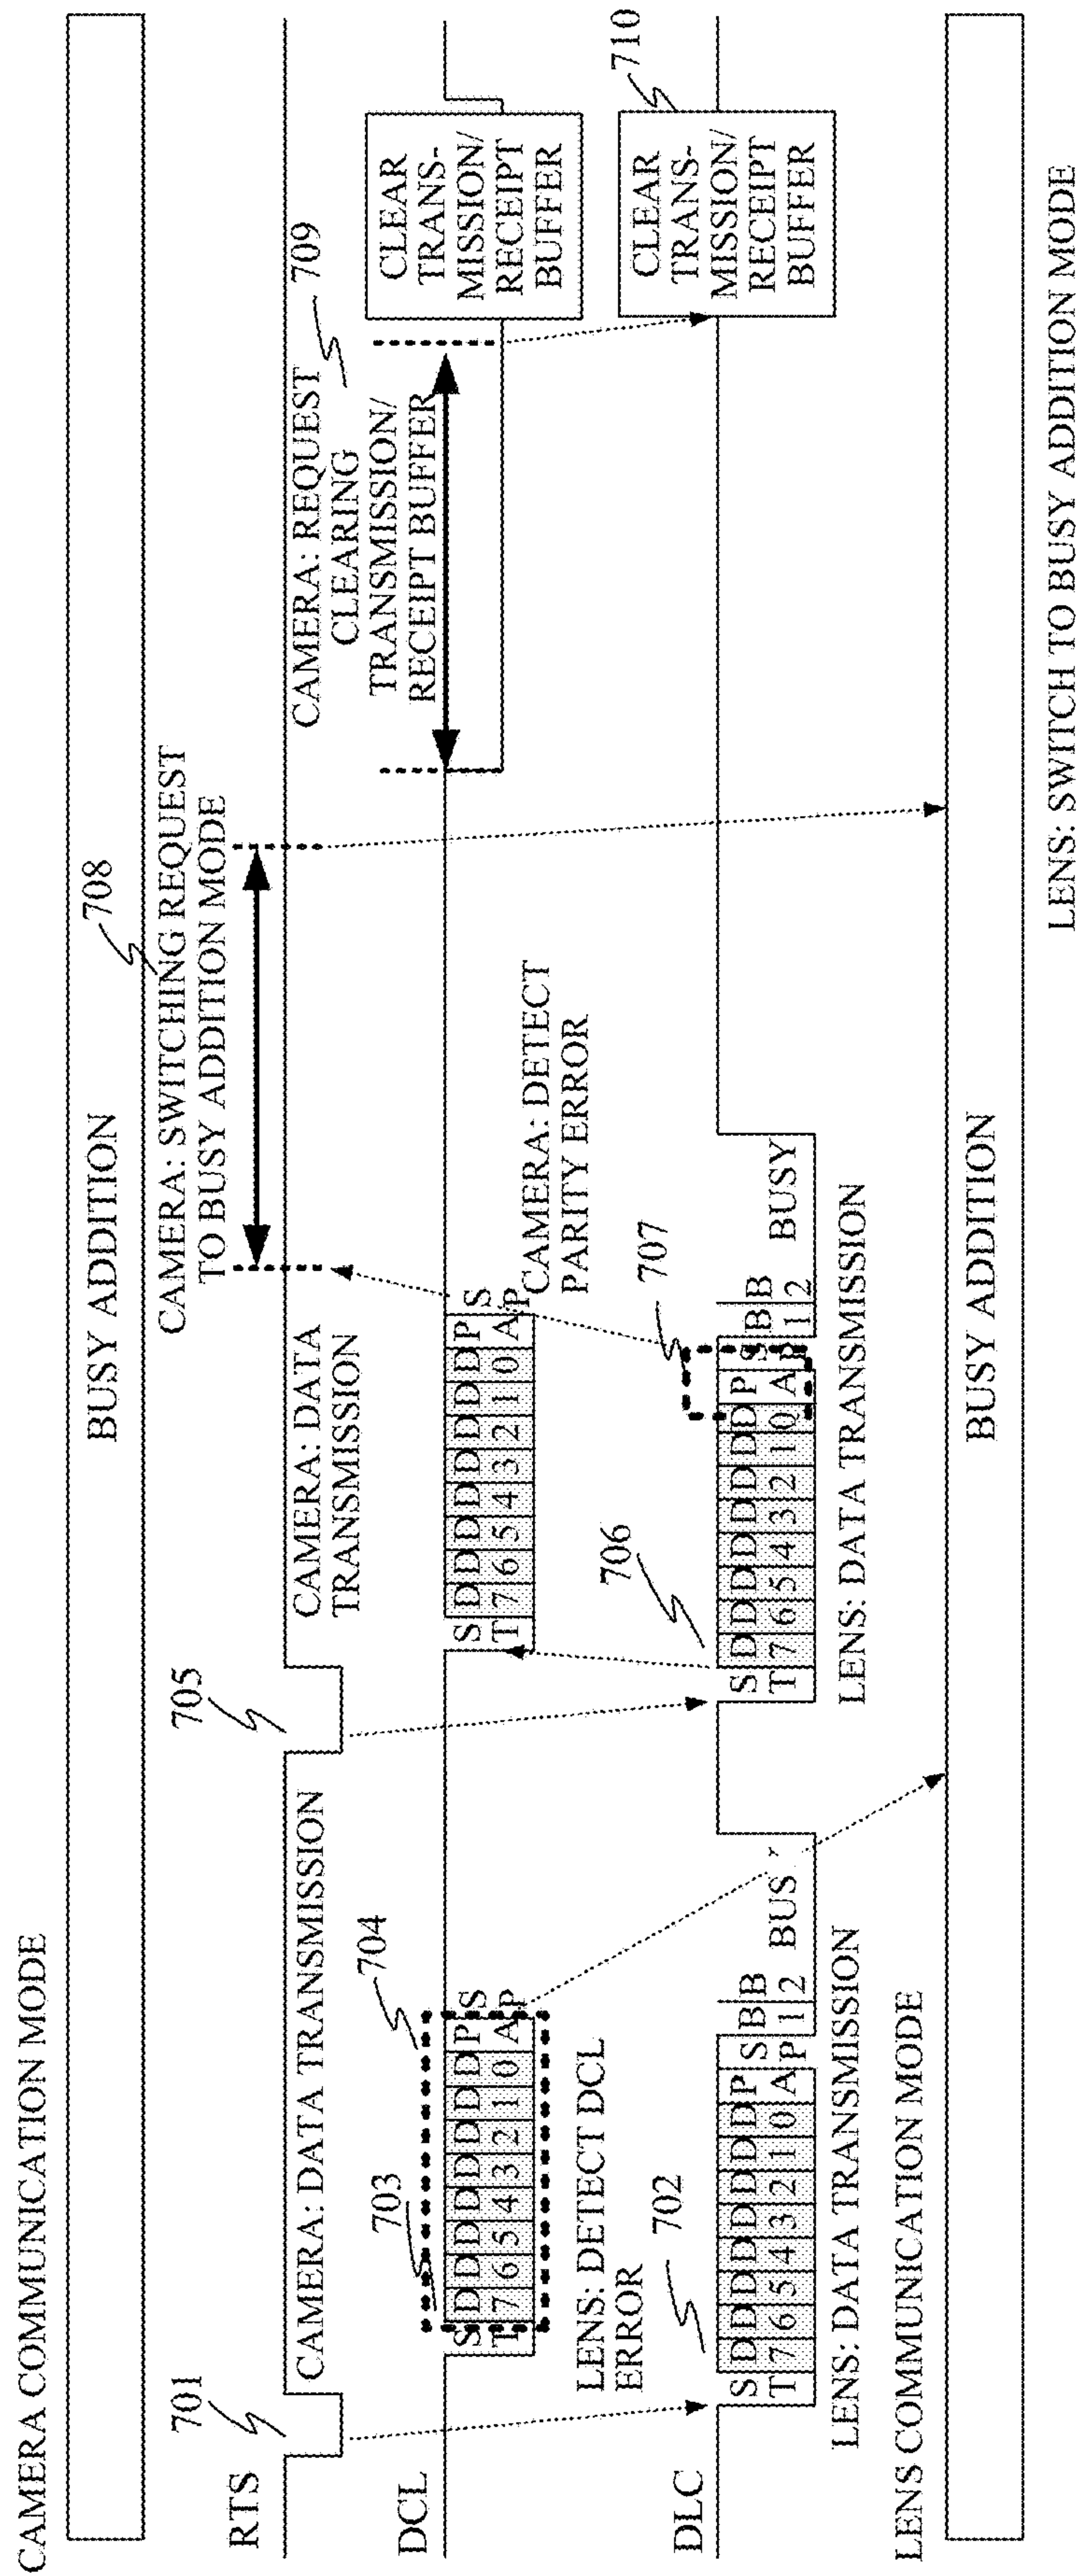 CAMERA COMMUNICATION MODE
BUSY ADDITION
CAMERA: SWITCHING REQUEST
TO BUSY ADDITION MODE
708
RTS
701
CAMERA: DATA TRANSMISSION
705
CAMERA: DATA
TRANSMISSION
CAMERA: REQUEST
CLEARING
TRANSMISSION/
RECEIPT BUFFER
709
DCL
703
704
S D D D D D D D D P S
T 7 6 5 4 3 2 1 0 A P
LENS: DETECT DCL
ERROR
S D D D D D D D D P S
T 7 6 5 4 3 2 1 0 A P
CAMERA: DETECT
PARITY ERROR
CLEAR
TRANS-
MISSION/
RECEIPT
BUFFER
DLC
702
S D D D D D D D D P S B B
T 7 6 5 4 3 2 1 0 A P 1 2
LENS: DATA TRANSMISSION
706
707
S D D D D D D D D P S B B
T 7 6 5 4 3 2 1 0 A P 1 2
BUSY
LENS: DATA TRANSMISSION
CLEAR
TRANS-
MISSION/
RECEIPT
BUFFER
710
LENS COMMUNICATION MODE
BUSY ADDITION
LENS: SWITCH TO BUSY ADDITION MODE